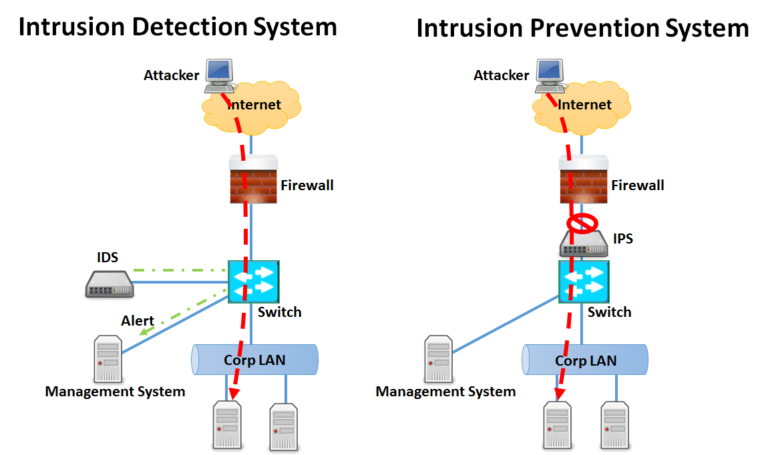 Intrusion Detection System
Attacker
Internet
Firewall
IDS
Switch
Alert
Corp LAN
Management System
Intrusion Prevention System
Attacker
Internet
Firewall
IPS
Switch
Corp LAN
Management System